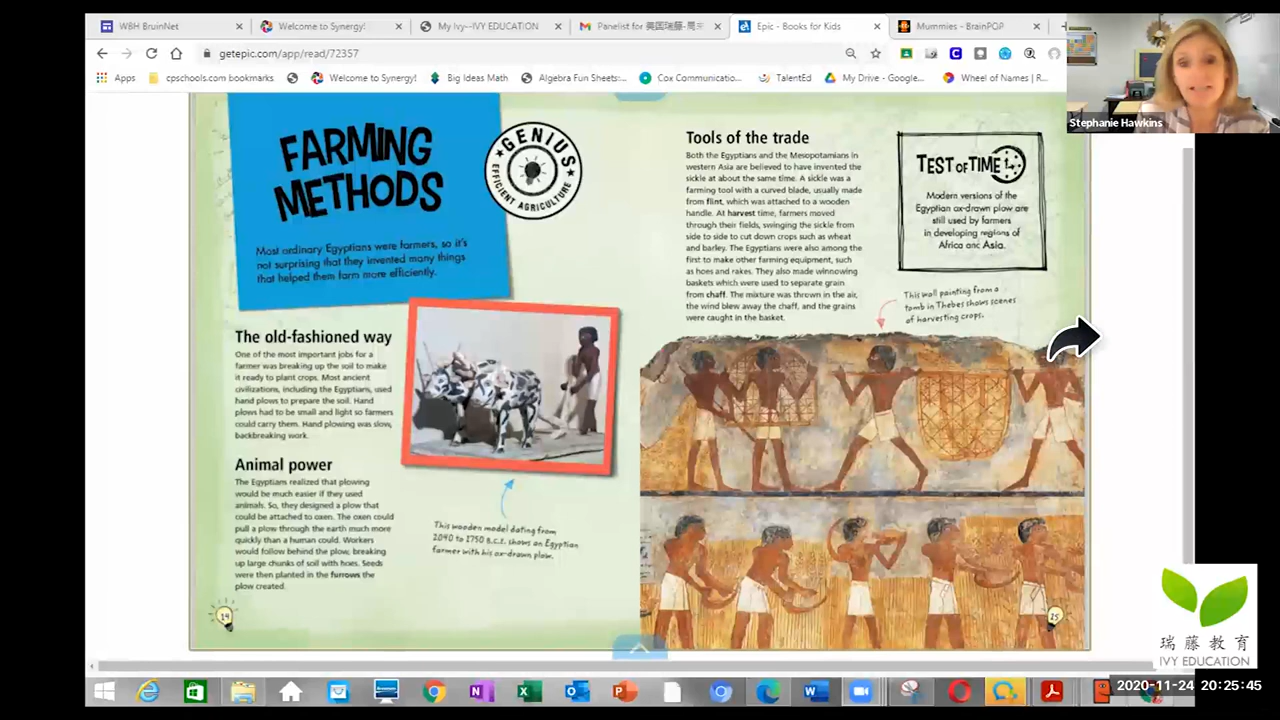 WBH BruinNet
Welcome to Synergy!
My Ivy--IVY EDUCATION
Panelist for 美国瑞藤-周末
Epic - Books for Kids
Mummies - BrainPOP
getepic.com/app/read/72357
Apps
cpschools.com bookmarks
Welcome to Synergy!
Big Ideas Math
Algebra Fun Sheets:...
Cox Communicatio...
TalentEd
My Drive - Google...
Wheel of Names | R...
Stephanie Hawkins
FARMING
METHODS
GENIUS
EFFICIENT AGRICULTURE
Most ordinary Egyptians were farmers, so it's
not surprising that they invented many things
that helped them farm more efficiently.
The old-fashioned way
One of the most important jobs for a
farmer was breaking up the soil to make
it ready to plant crops. Most ancient
civilizations, including the Egyptians, used
hand plows to prepare the soil. Hand
plows had to be small and light so farmers
could carry them. Hand plowing was slow,
backbreaking work.
Animal power
The Egyptians realized that plowing
would be much easier if they used
animals. So, they designed a plow that
could be attached to oxen. The oxen could
pull a plow through the earth much more
quickly than a human could. Workers
would follow behind the plow, breaking
up large chunks of soil with hoes. Seeds
were then planted in the furrows the
plow created.
This wooden model dating from
2040 to 1750 B.C.E. shows an Egyptian
farmer with his ox-drawn plow.
Tools of the trade
Both the Egyptians and the Mesopotamians in
western Asia are believed to have invented the
sickle at about the same time. A sickle was a
farming tool with a curved blade, usually made
from flint, which was attached to a wooden
handle. At harvest time, farmers moved
through their fields, swinging the sickle from
side to side to cut down crops such as wheat
and barley. The Egyptians were also among the
first to make other farming equipment, such
as hoes and rakes. They also made winnowing
baskets which were used to separate grain
from chaff. The mixture was thrown in the air,
the wind blew away the chaff, and the grains
were caught in the basket.
TEST OF TIME
Modern versions of the
Egyptian ox-drawn plow are
still used by farmers
in developing regions of
Africa and Asia.
This wall painting from a
tomb in Thebes shows scenes
of harvesting crops.
瑞藤教育
IVY EDUCATION
2020-11-24 20:25:45